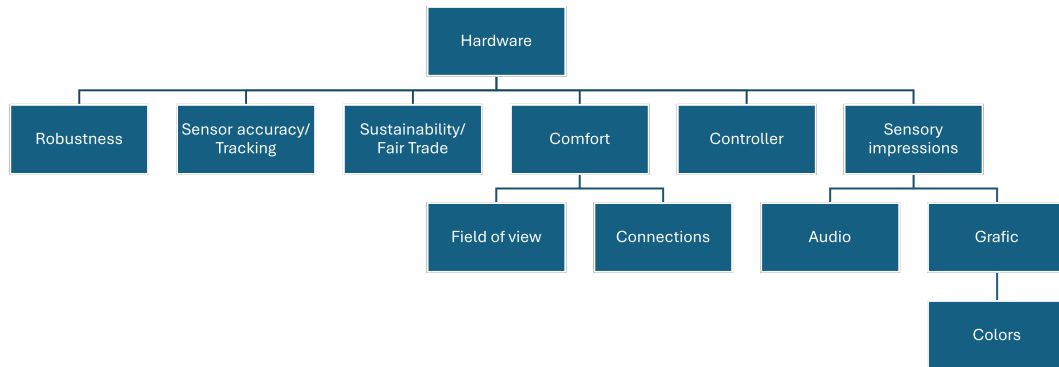 Hardware
Robustness
Sensor accuracy/
Tracking
Sustainability/
Fair Trade
Comfort
Controller
Sensory
impressions
Field of view
Connections
Audio
Grafic
Colors